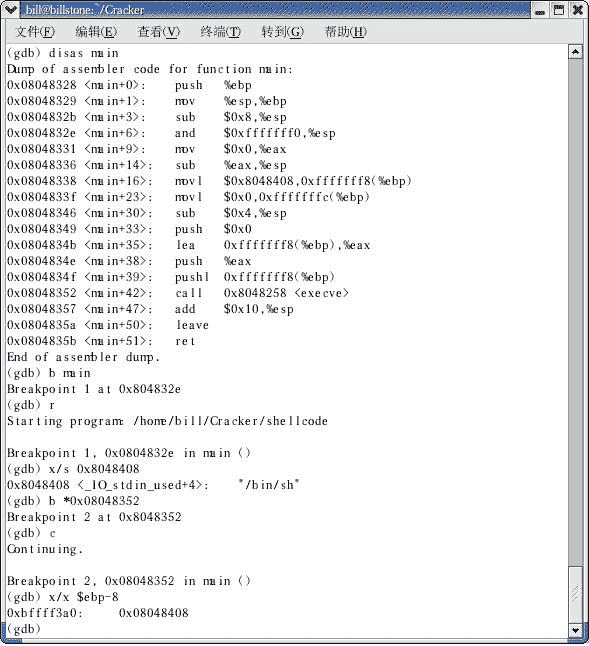 bill@billstone:~/Cracker
文件(F) 编辑(E) 查看(V) 终端(T) 转到(G) 帮助(H)
(gdb) disas main
Dump of assembler code for function main:
0x08048328 <main+0>: push %ebp
0x08048329 <main+1>: mov %esp,%ebp
0x0804832b <main+3>: sub $0x8,%esp
0x0804832e <main+6>: and $0xfffffff0,%esp
0x08048331 <main+9>: mov $0x0,%eax
0x08048336 <main+14>: sub %eax,%esp
0x08048338 <main+16>: movl $0x8048408,0xfffffff8(%ebp)
0x0804833f <main+23>: movl $0x0,0xfffffffc(%ebp)
0x08048346 <main+30>: sub $0x4,%esp
0x08048349 <main+33>: push $0x0
0x0804834b <main+35>: lea 0xfffffff8(%ebp),%eax
0x0804834e <main+38>: push %eax
0x0804834f <main+39>: pushl 0xfffffff8(%ebp)
0x08048352 <main+42>: call 0x8048258 <execve>
0x08048357 <main+47>: add $0x10,%esp
0x0804835a <main+50>: leave
0x0804835b <main+51>: ret
End of assembler dump.
(gdb) b main
Breakpoint 1 at 0x804832e
(gdb) r
Starting program: /home/bill/Cracker/shellcode
Breakpoint 1, 0x0804832e in main ()
(gdb) x/s 0x8048408
0x8048408 <_IO_stdin_used+4>: "/bin/sh"
(gdb) b *0x08048352
Breakpoint 2 at 0x8048352
(gdb) c
Continuing.
Breakpoint 2, 0x08048352 in main ()
(gdb) x/x $ebp-8
0xbffff3a0: 0x08048408
(gdb)